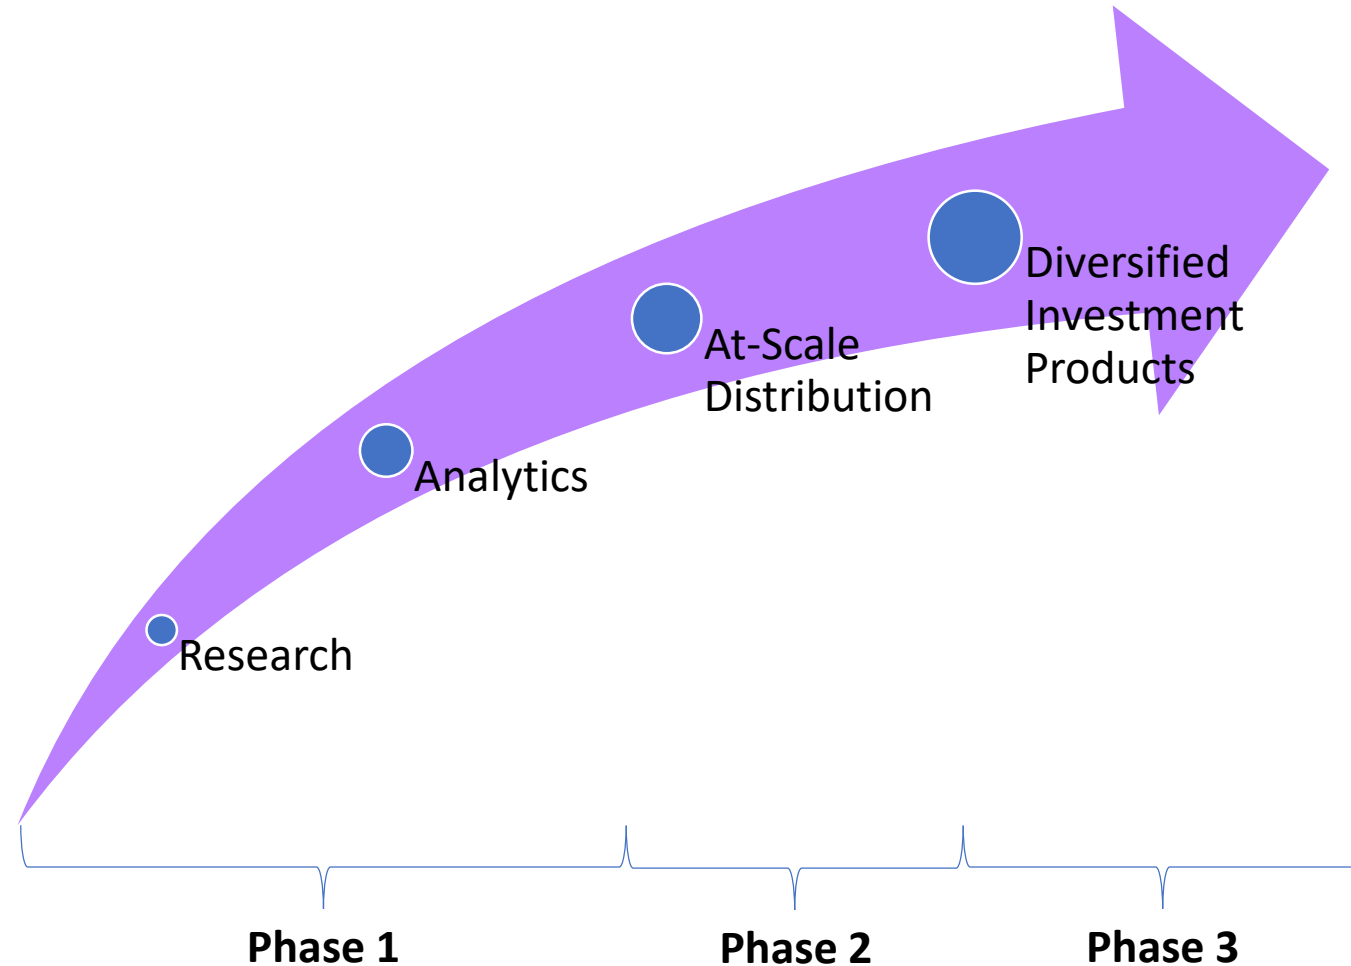 Diversified
Investment
Products
At-Scale
Distribution
Analytics
Research
Phase 1
Phase 2
Phase 3